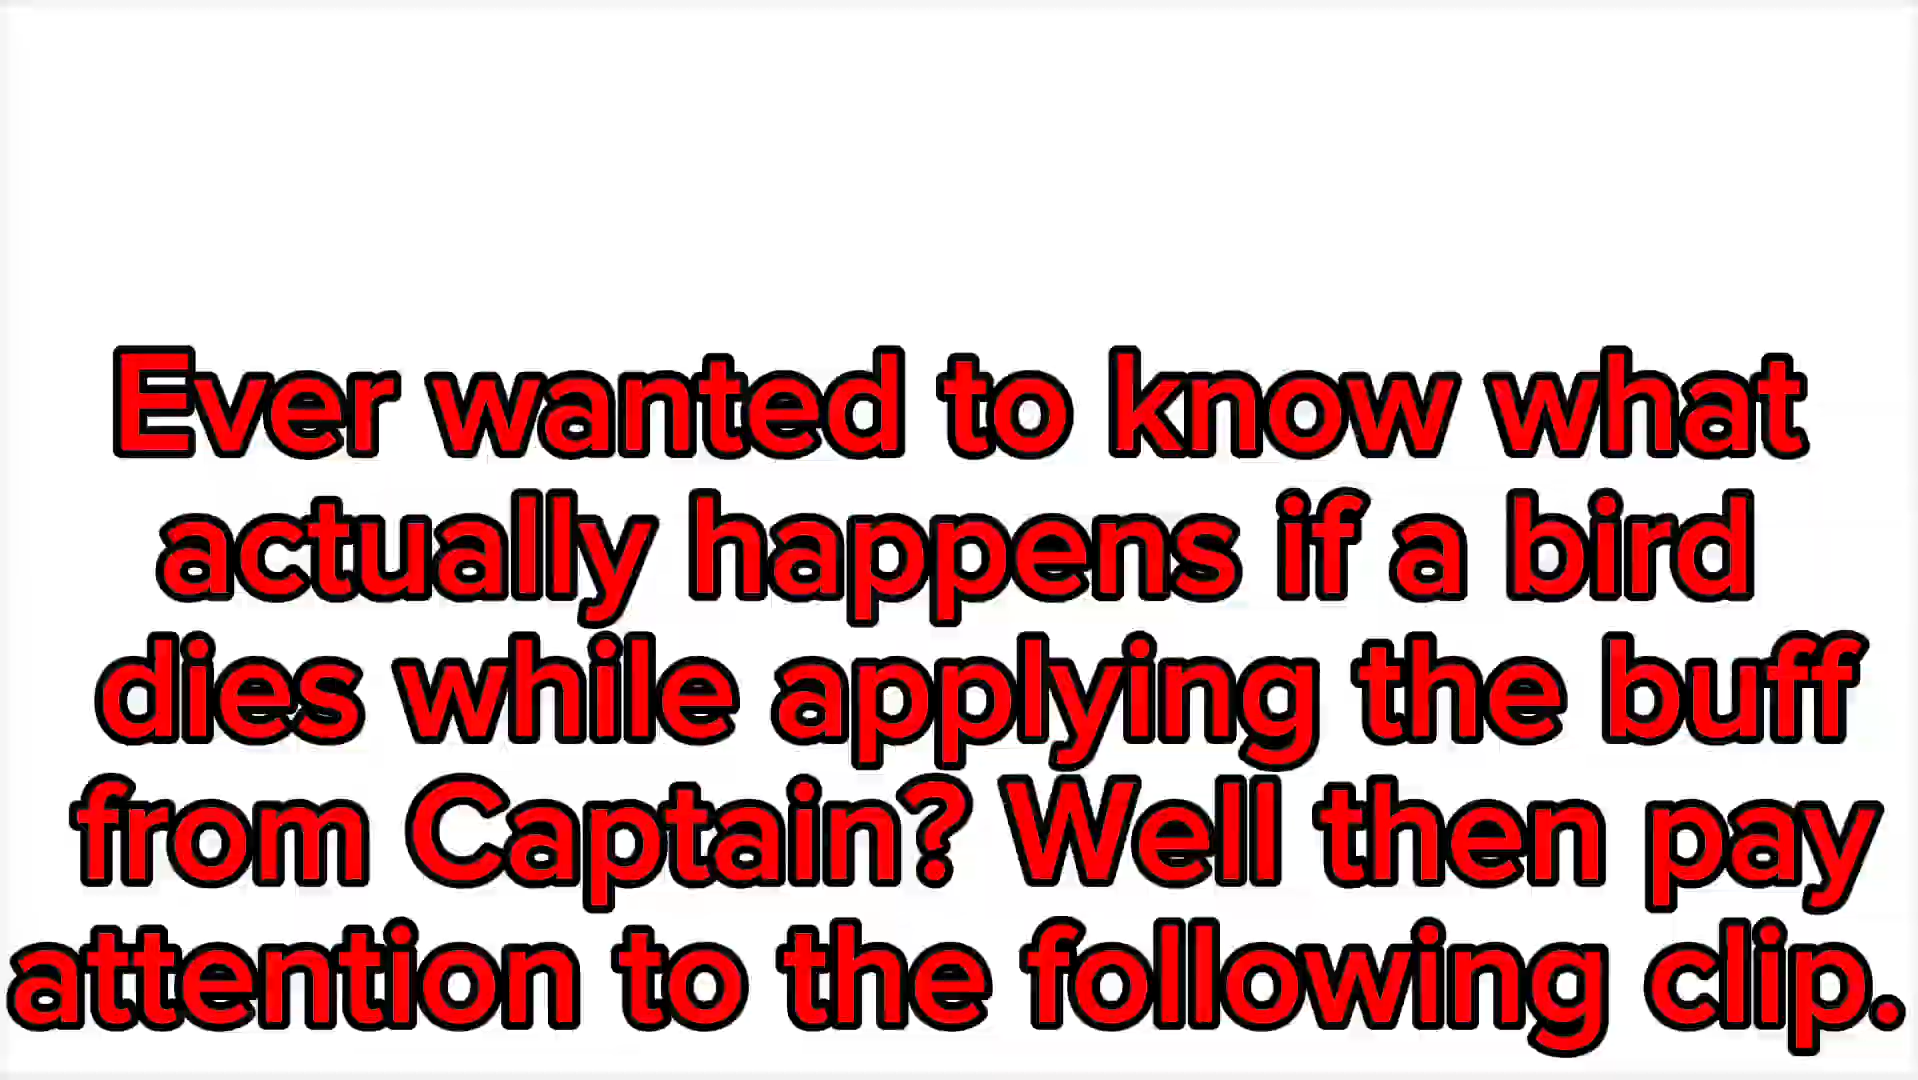 Ever wanted to know what
actually happens if a bird
dies while applying the buff
from Captain? Well then pay
attention to the following clip.